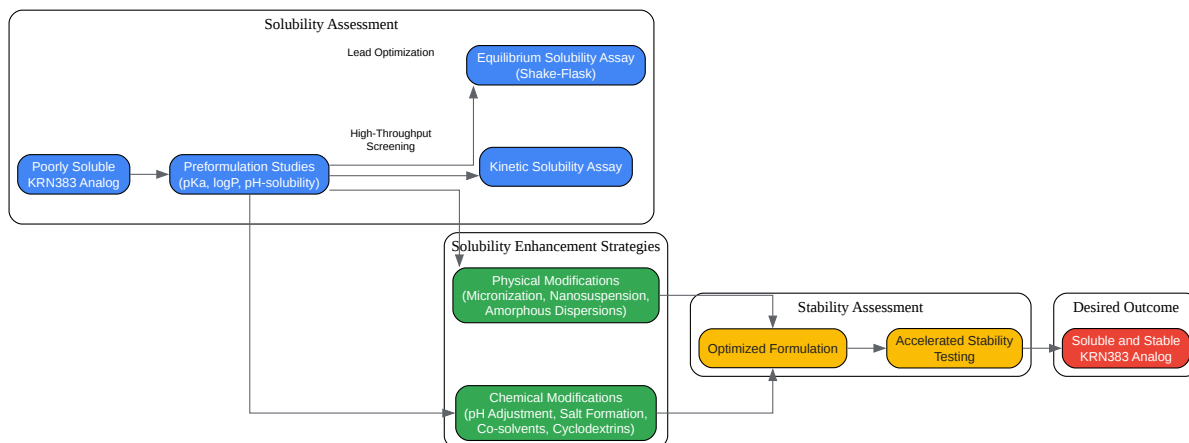 Solubility Assessment
Lead Optimization
Equilibrium Solubility Assay
(Shake-Flask)
High-Throughput
Screening
Poorly Soluble
KRN383 Analog
Preformulation Studies
(pKa, logP, pH-solubility)
Kinetic Solubility Assay
Solubility Enhancement Strategies
Physical Modifications
(Micronization, Nanosuspension,
Amorphous Dispersions)
Chemical Modifications
(pH Adjustment, Salt Formation,
Co-solvents, Cyclodextrins)
Stability Assessment
Optimized Formulation
Accelerated Stability
Testing
Desired Outcome
Soluble and Stable
KRN383 Analog